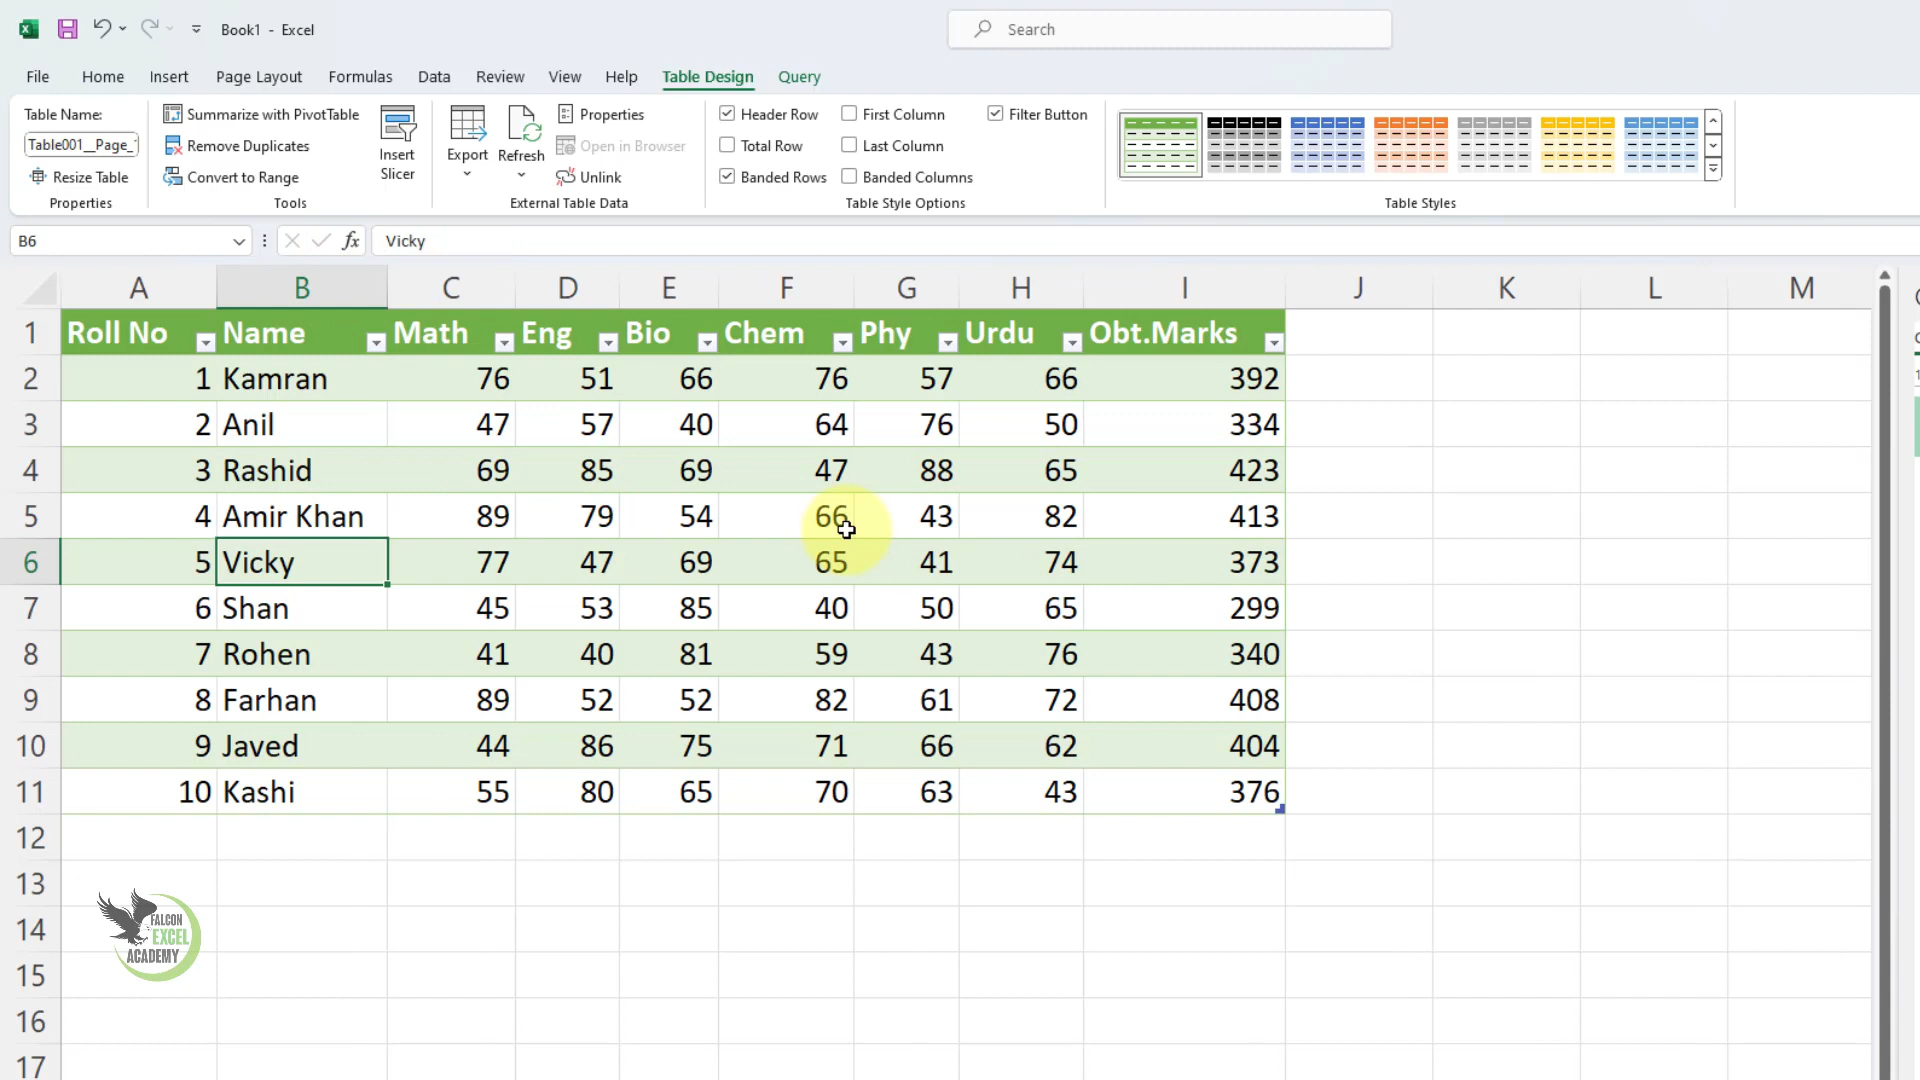 Book1 - Excel
Search
File Home Insert Page Layout Formulas Data Review View Help Table Design Query
Table Name:
Table001__Page_1
Resize Table
Properties
Summarize with PivotTable
Remove Duplicates
Convert to Range
Insert
Slicer
Tools
Export
Refresh
Properties
Open in Browser
Unlink
External Table Data
Header Row
Total Row
Banded Rows
First Column
Last Column
Banded Columns
Filter Button
Table Style Options
Table Styles
B6 fx Vicky
A B C D E F G H I J K L M
1 Roll No Name Math Eng Bio Chem Phy Urdu Obt.Marks
2 1 Kamran 76 51 66 76 57 66 392
3 2 Anil 47 57 40 64 76 50 334
4 3 Rashid 69 85 69 47 88 65 423
5 4 Amir Khan 89 79 54 66 43 82 413
6 5 Vicky 77 47 69 65 41 74 373
7 6 Shan 45 53 85 40 50 65 299
8 7 Rohen 41 40 81 59 43 76 340
9 8 Farhan 89 52 52 82 61 72 408
10 9 Javed 44 86 75 71 66 62 404
11 10 Kashi 55 80 65 70 63 43 376
12
13
14
15
16
17
FALCON
EXCEL
ACADEMY